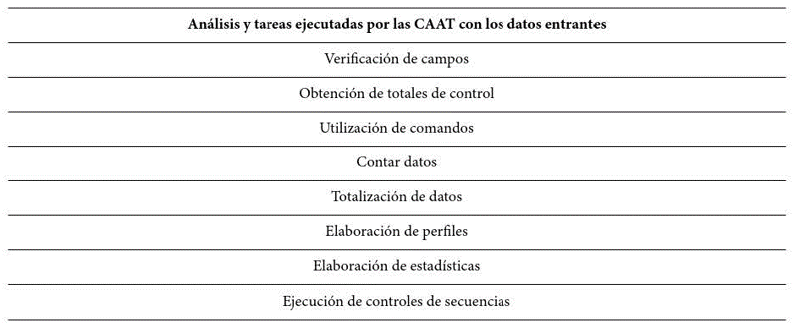 Análisis y tareas ejecutadas por las CAAT con los datos entrantes
Verificación de campos
Obtención de totales de control
Utilización de comandos
Contar datos
Totalización de datos
Elaboración de perfiles
Elaboración de estadísticas
Ejecución de controles de secuencias